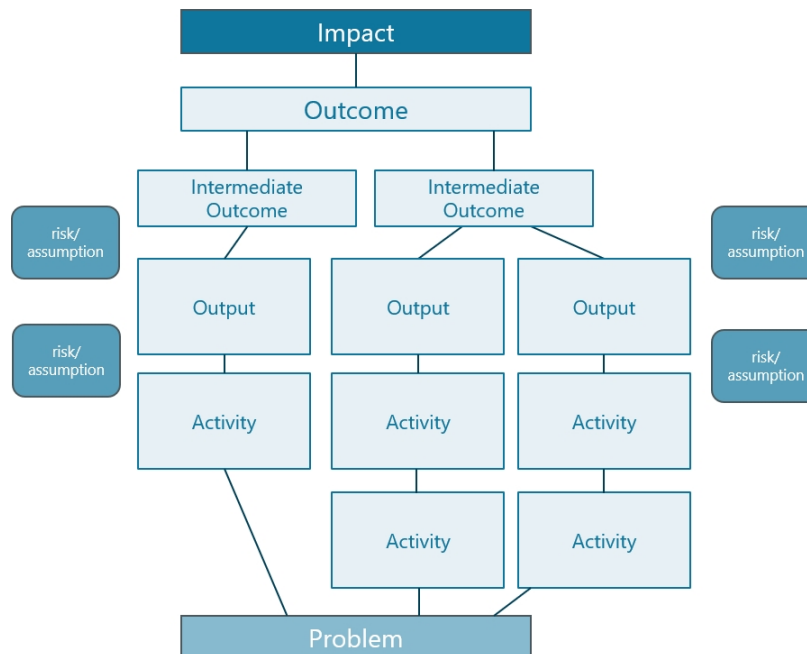 Impact
Outcome
Intermediate
Outcome
Intermediate
Outcome
risk/
assumption
risk/
assumption
Output
Output
Output
risk/
assumption
risk/
assumption
Activity
Activity
Activity
Activity
Activity
Problem